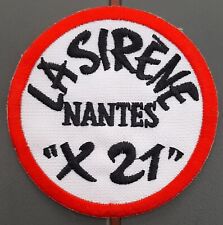 LA SIRÈNE
NANTES
"X 21"